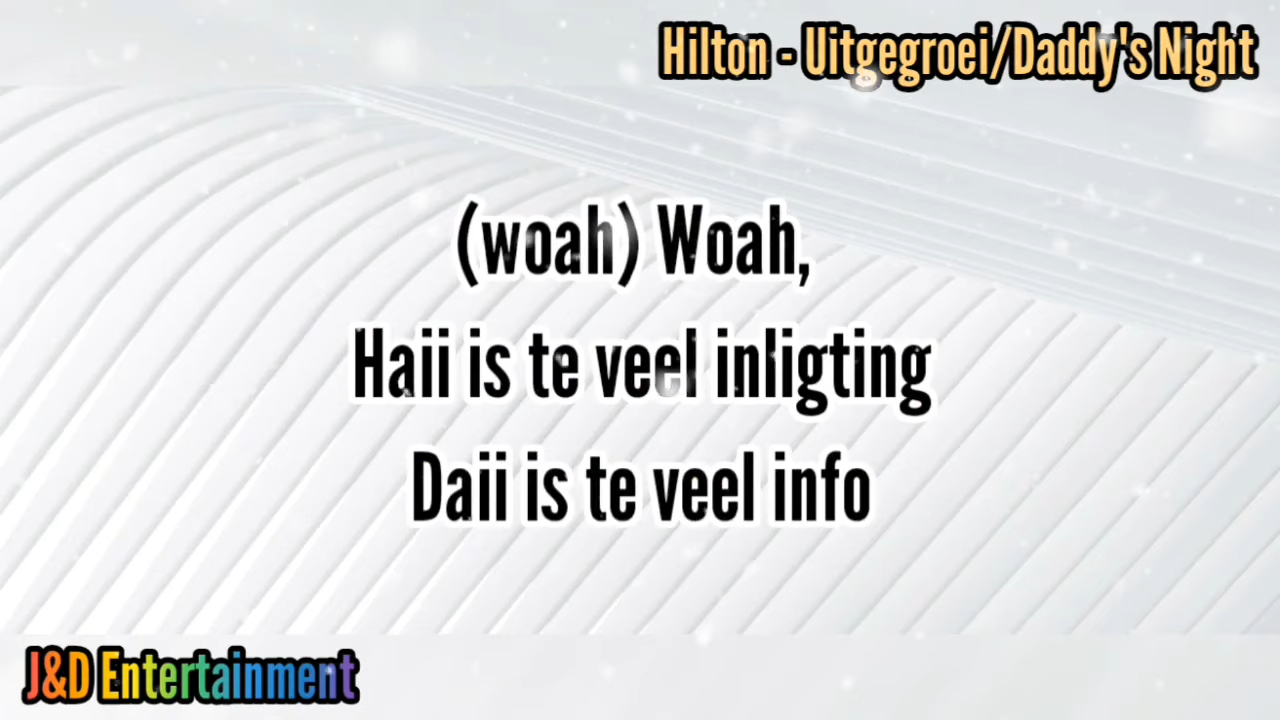 Hilton - Uitgegroei/Daddy's Night
(woah) Woah,
Haii is te veel inligting
Daii is te veel info
J&D Entertainment